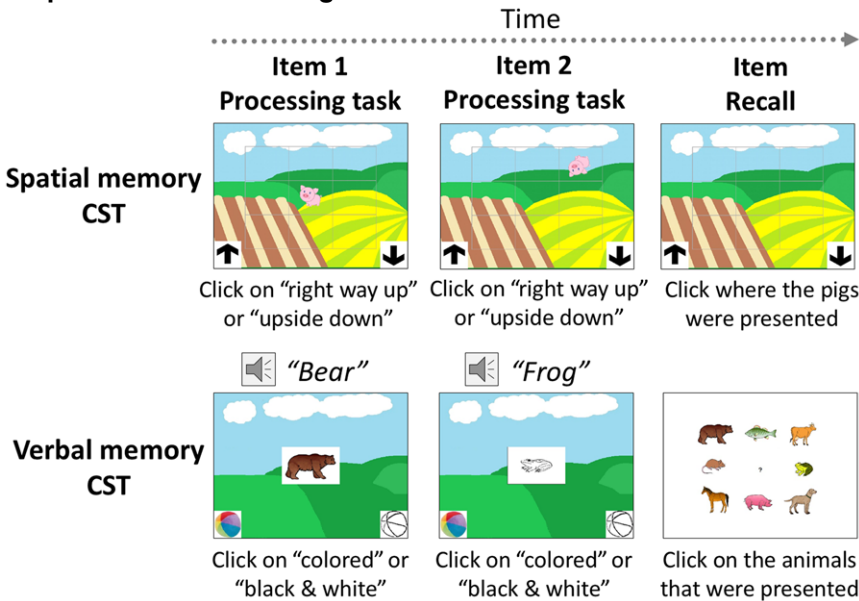 Time
Item 1
Processing task
Item 2
Processing task
Item
Recall
Spatial memory
CST
Click on “right way up”
or “upside down”
Click on “right way up”
or “upside down”
Click where the pigs
were presented
“Bear”
“Frog”
Verbal memory
CST
?
Click on “colored” or
“black & white”
Click on “colored” or
“black & white”
Click on the animals
that were presented